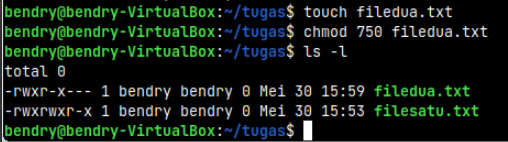 bendry@bendry-VirtualBox:~/tugas$ touch filedua.txt
bendry@bendry-VirtualBox:~/tugas$ chmod 750 filedua.txt
bendry@bendry-VirtualBox:~/tugas$ ls -l
total 0
-rwxr-x--- 1 bendry bendry 0 Mei 30 15:59 filedua.txt
-rwxrwxr-x 1 bendry bendry 0 Mei 30 15:53 filesatu.txt
bendry@bendry-VirtualBox:~/tugas$